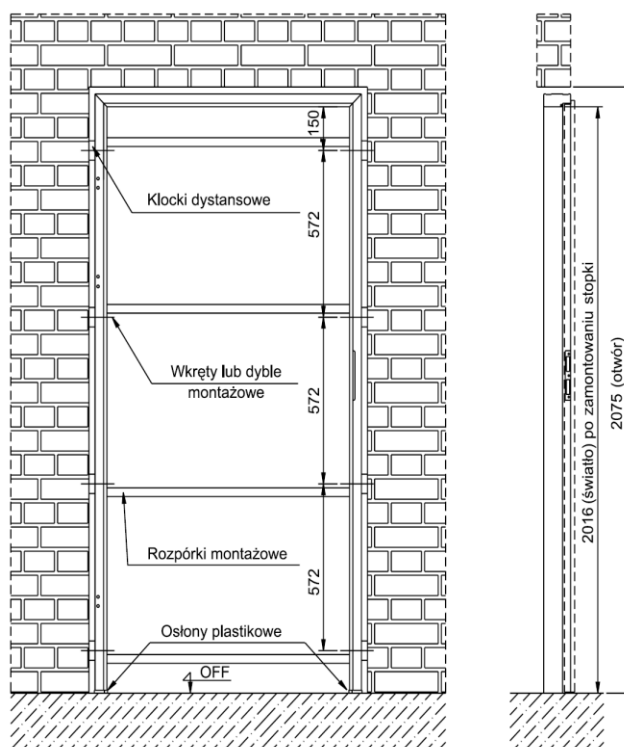 150
Klocki dystansowe
572
Wkręty lub dyble
montażowe
572
Rozpórki montażowe
572
Osłony plastikowe
OFF
2016 (światło) po zamontowaniu stopki
2075 (otwór)